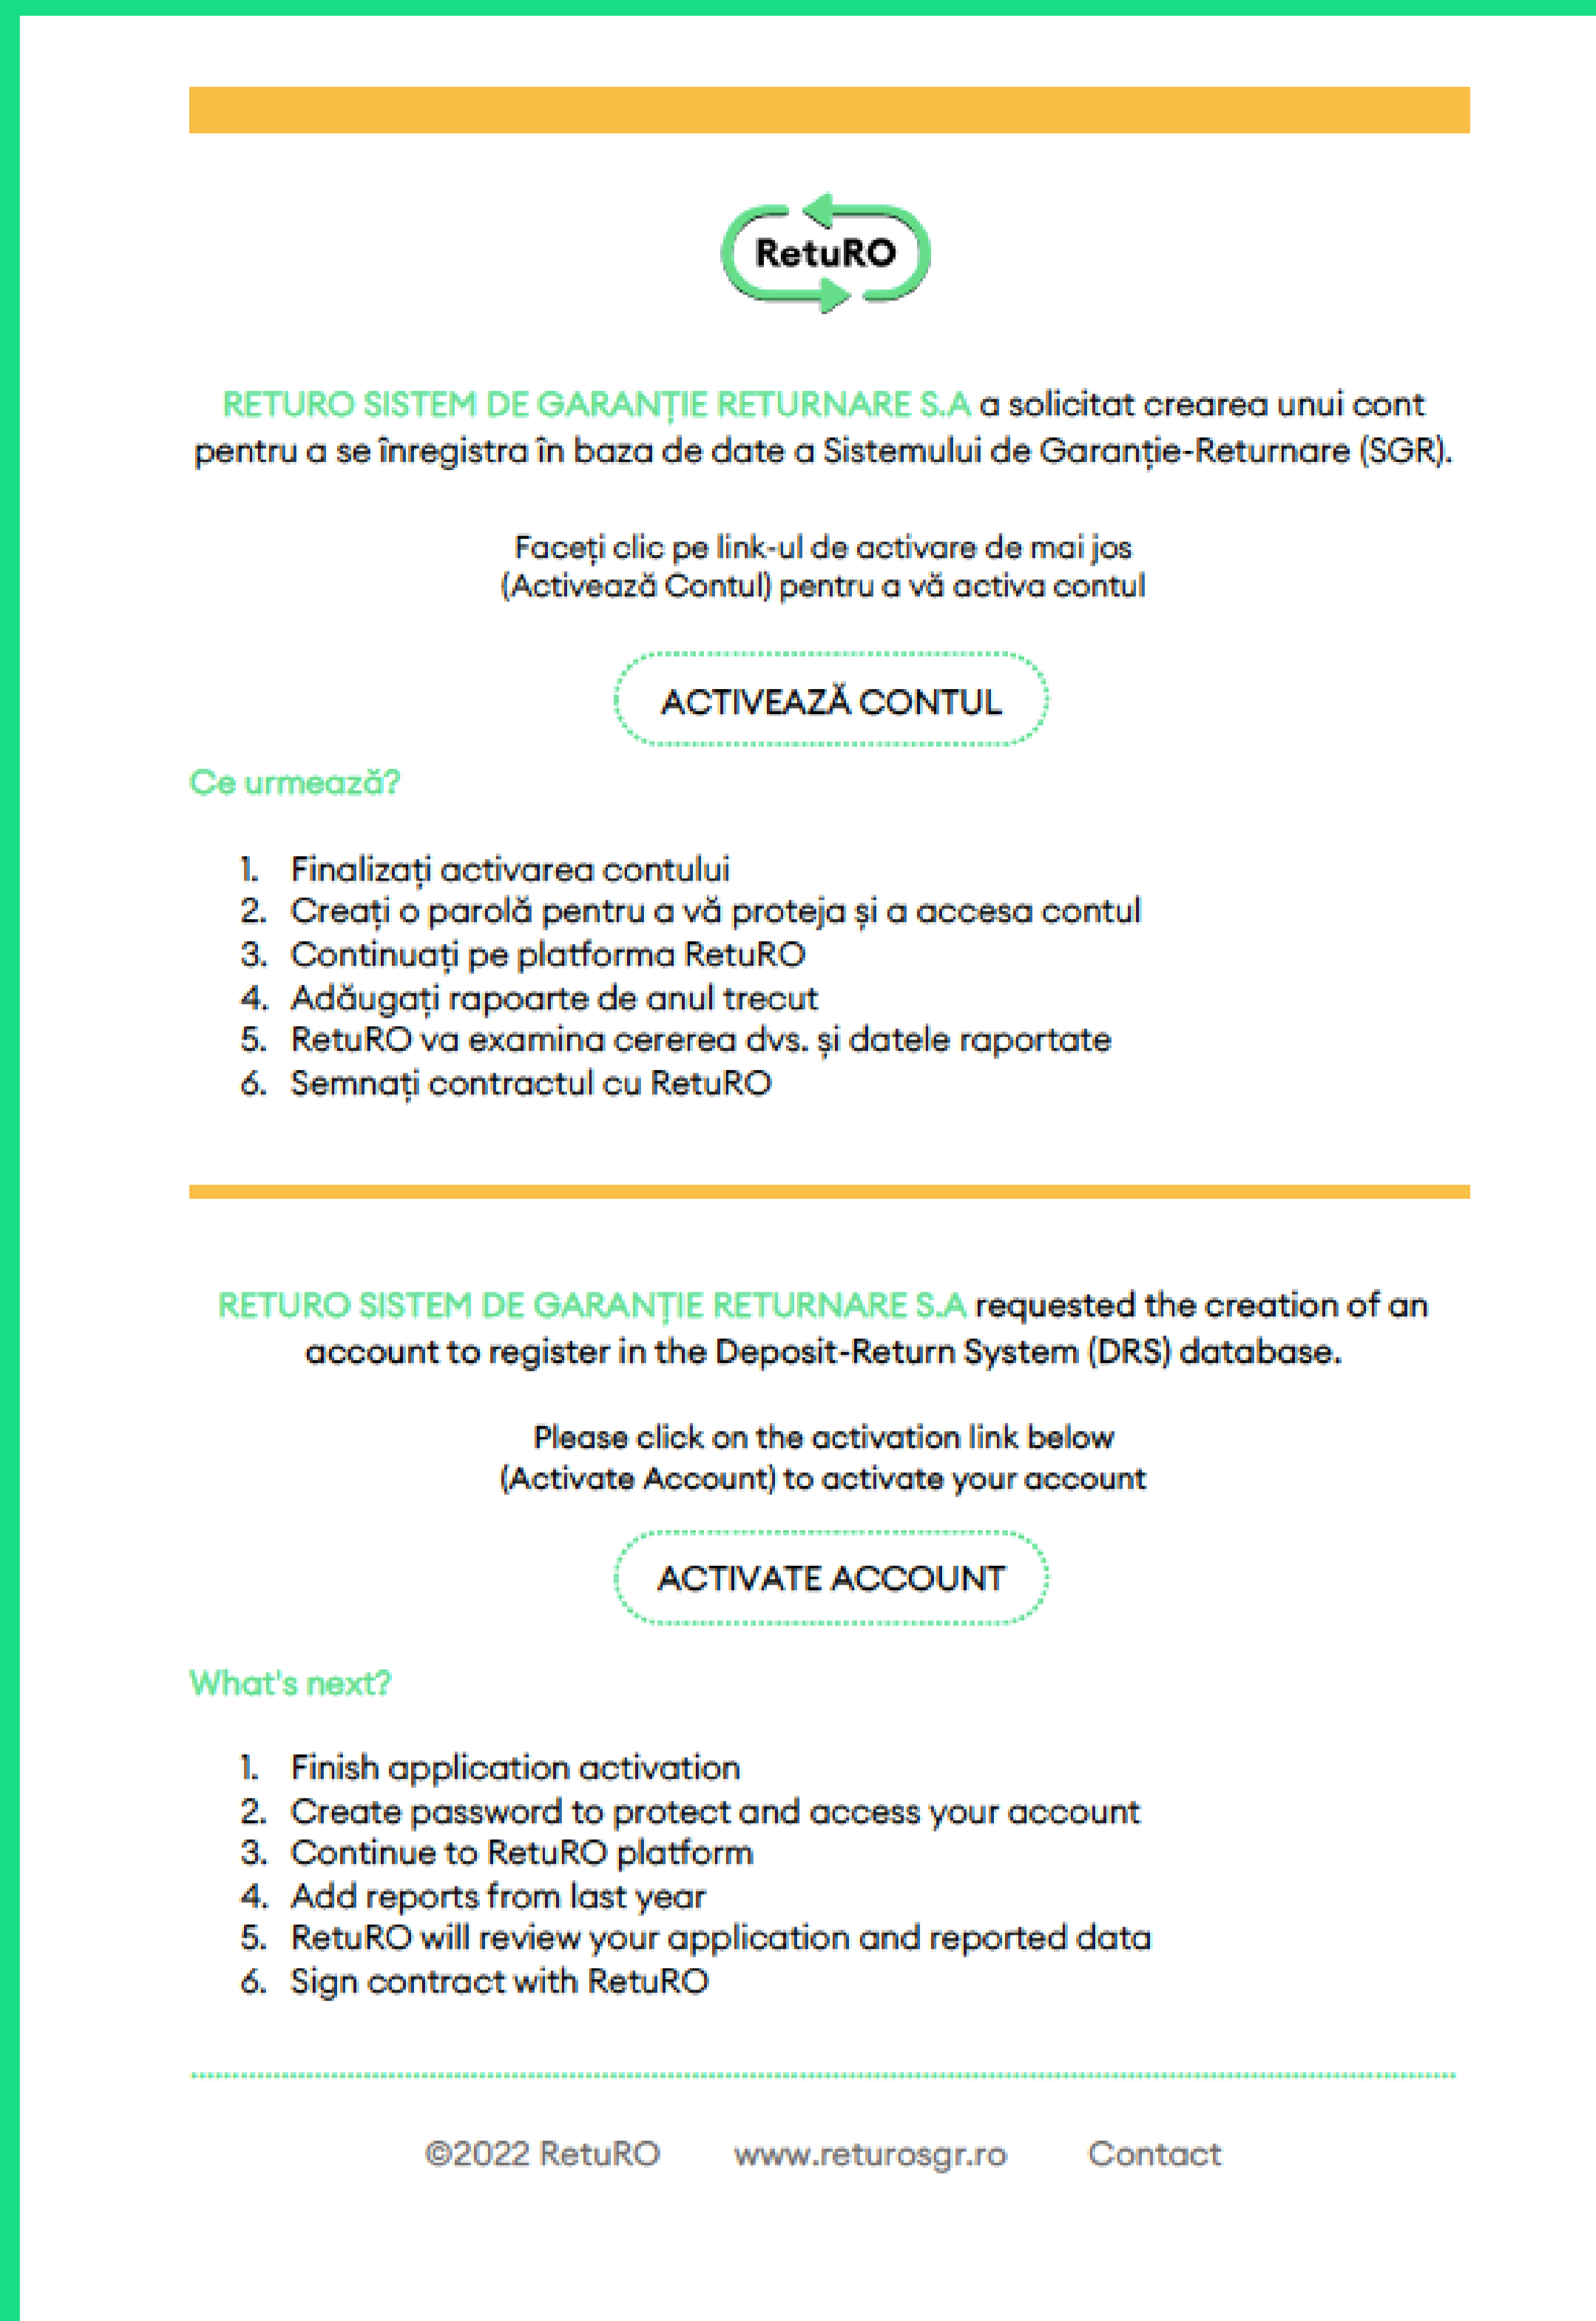 RetuRO
RETURO SISTEM DE GARANȚIE RETURNARE S.A a solicitat crearea unui cont
pentru a se înregistra în baza de date a Sistemului de Garanție-Returnare (SGR).
Faceți clic pe link-ul de activare de mai jos
(Activează Contul) pentru a vă activa contul
ACTIVEAZĂ CONTUL
Ce urmează?
1. Finalizați activarea contului
2. Creați o parolă pentru a vă proteja și a accesa contul
3. Continuați pe platforma RetuRO
4. Adăugați rapoarte de anul trecut
5. RetuRO va examina cererea dvs. și datele raportate
6. Semnați contractul cu RetuRO
RETURO SISTEM DE GARANȚIE RETURNARE S.A requested the creation of an
account to register in the Deposit-Return System (DRS) database.
Please click on the activation link below
(Activate Account) to activate your account
ACTIVATE ACCOUNT
What's next?
1. Finish application activation
2. Create password to protect and access your account
3. Continue to RetuRO platform
4. Add reports from last year
5. RetuRO will review your application and reported data
6. Sign contract with RetuRO
©2022 RetuRO www.returosgr.ro Contact